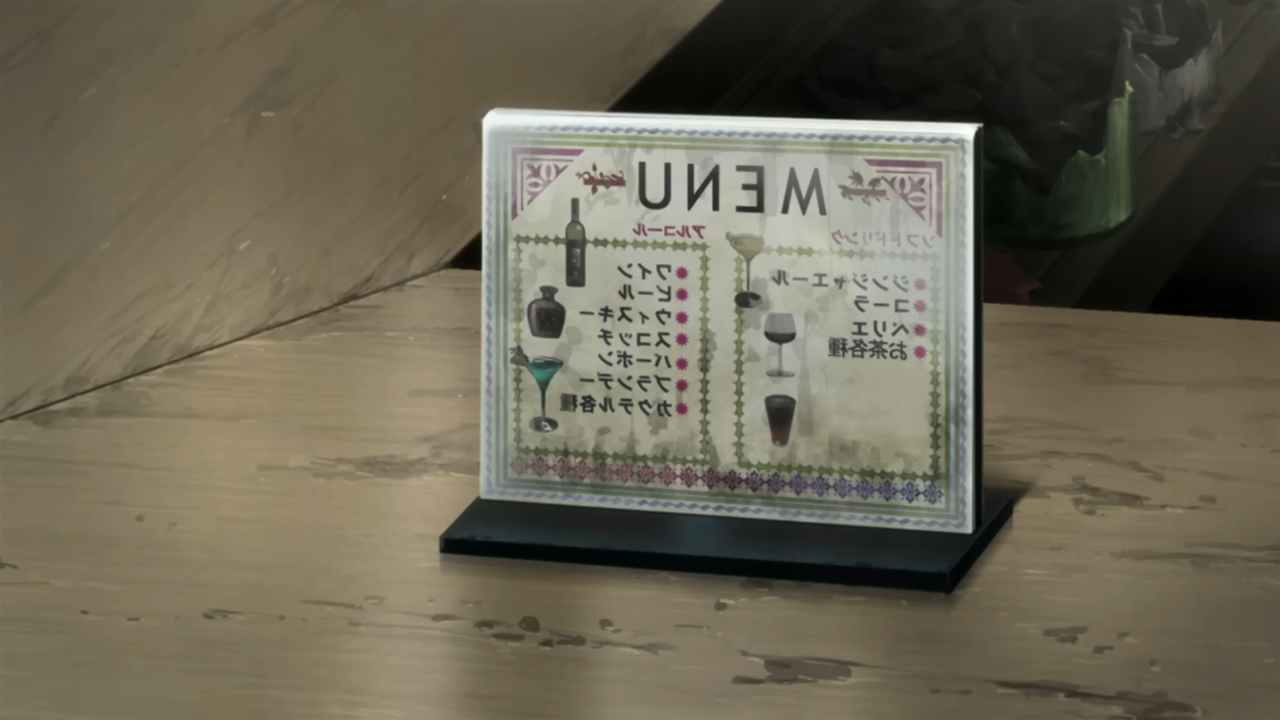 MENU
ソフトドリンク
ジンジャエール
コーラ
ペリエ
お茶各種
アルコール
ワイン
ビール
ウィスキー
スコッチ
バーボン
ブランデー
カクテル各種